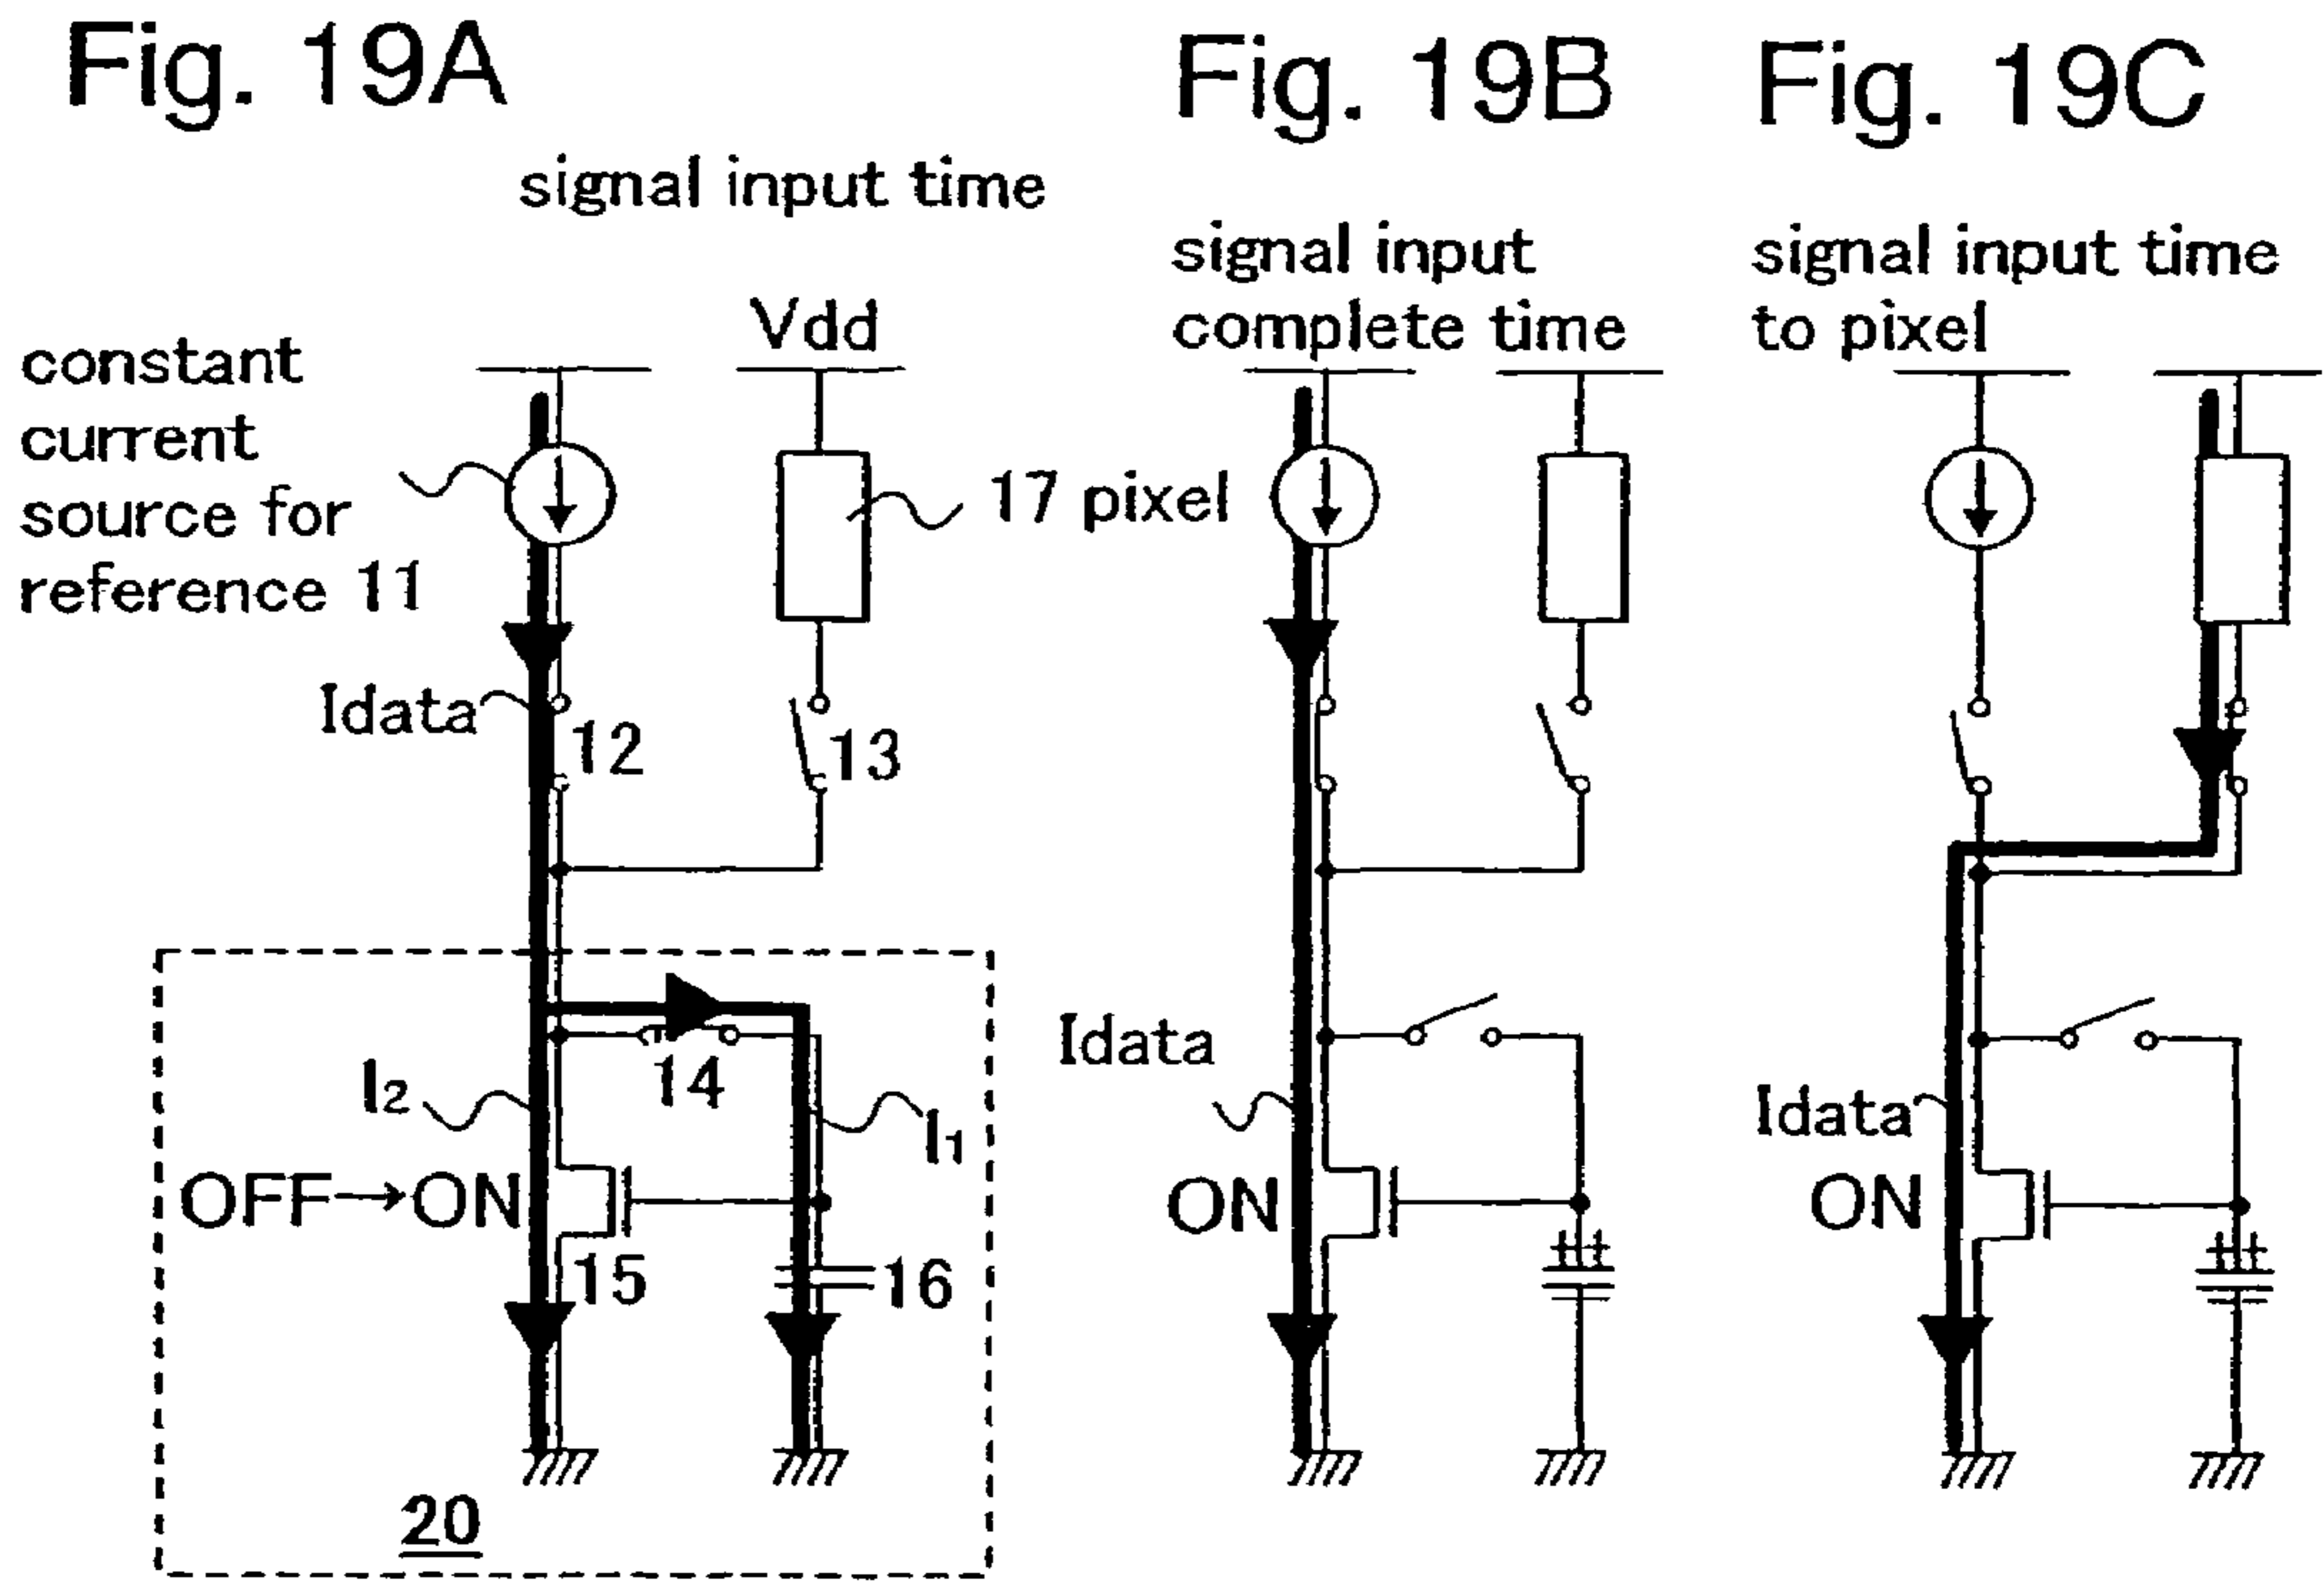 Fig. 19A
signal input time
constant
current
source for
reference 11
Vdd
17 pixel
Idata
12
13
14
I2
I1
OFF→ON
15
16
20
Fig. 19B
signal input
complete time
Idata
ON
Fig. 19C
signal input time
to pixel
Idata
ON